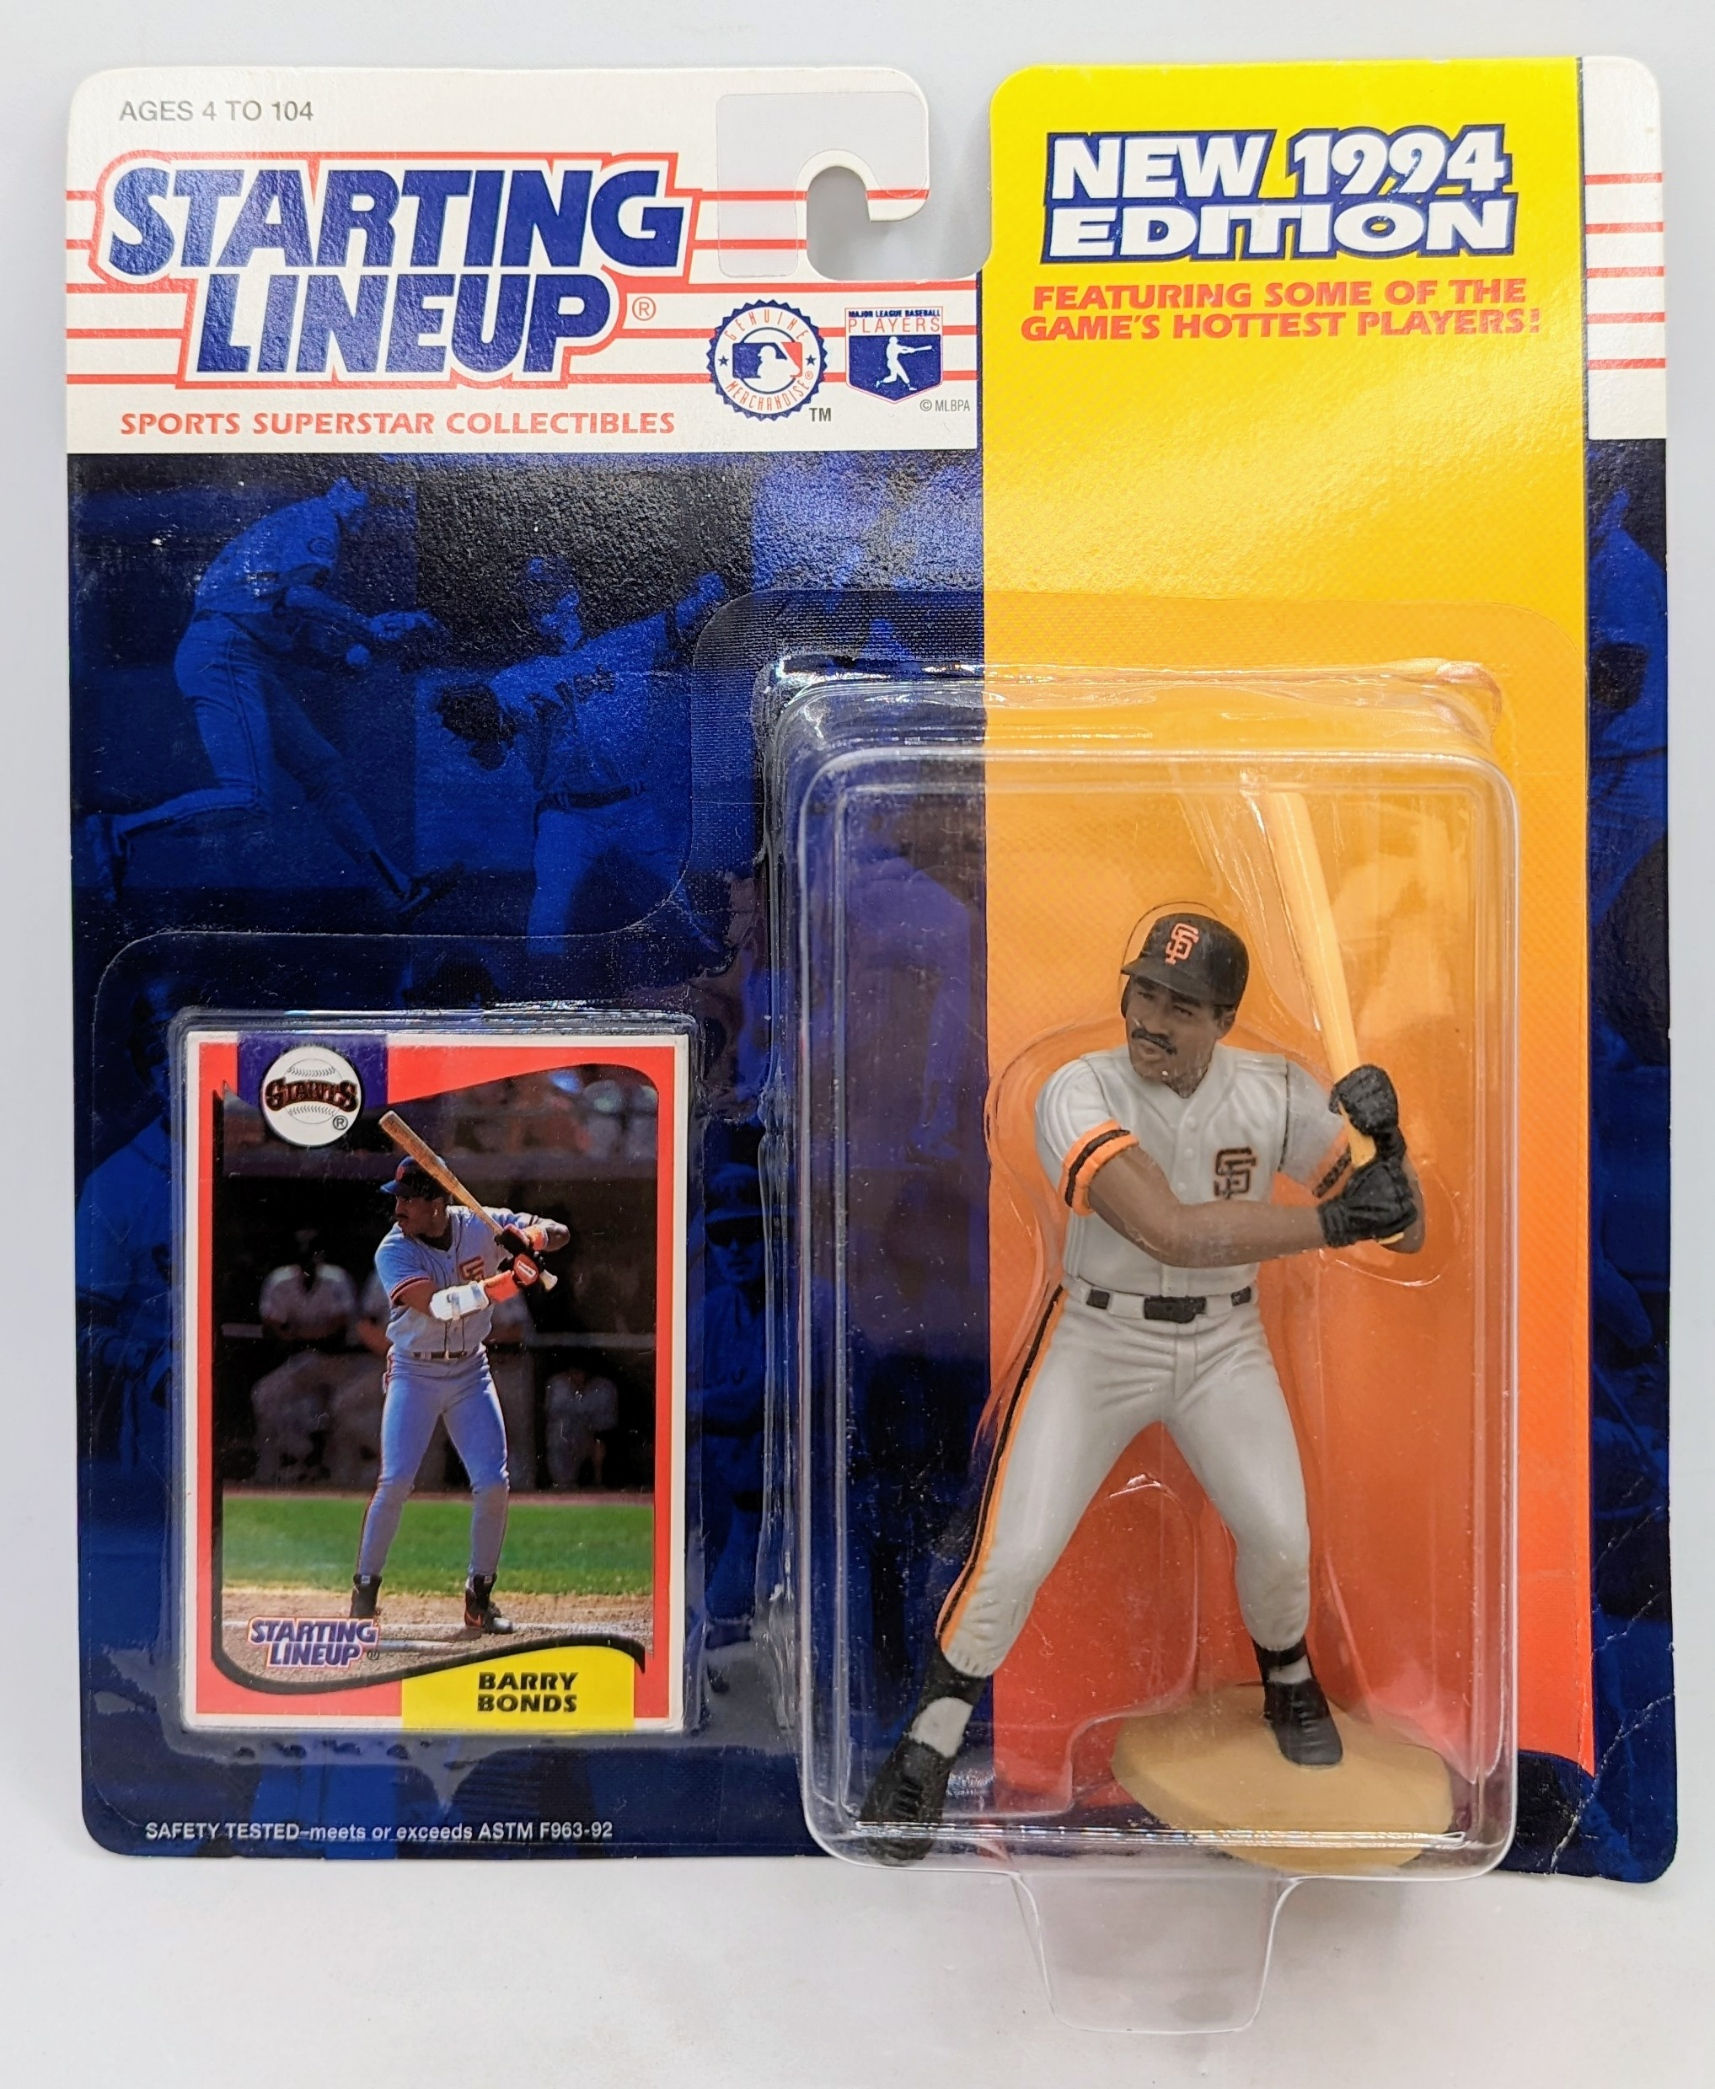 AGES 4 TO 104
STARTING
LINEUP®
SPORTS SUPERSTAR COLLECTIBLES
GENUINE
MERCHANDISE
®
TM
MAJOR LEAGUE BASEBALL
PLAYERS
© MLBPA
NEW 1994
EDITION
FEATURING SOME OF THE
GAME'S HOTTEST PLAYERS!
SF
SF
GIANTS
®
STARTING
LINEUP®
BARRY
BONDS
SAFETY TESTED–meets or exceeds ASTM F963-92